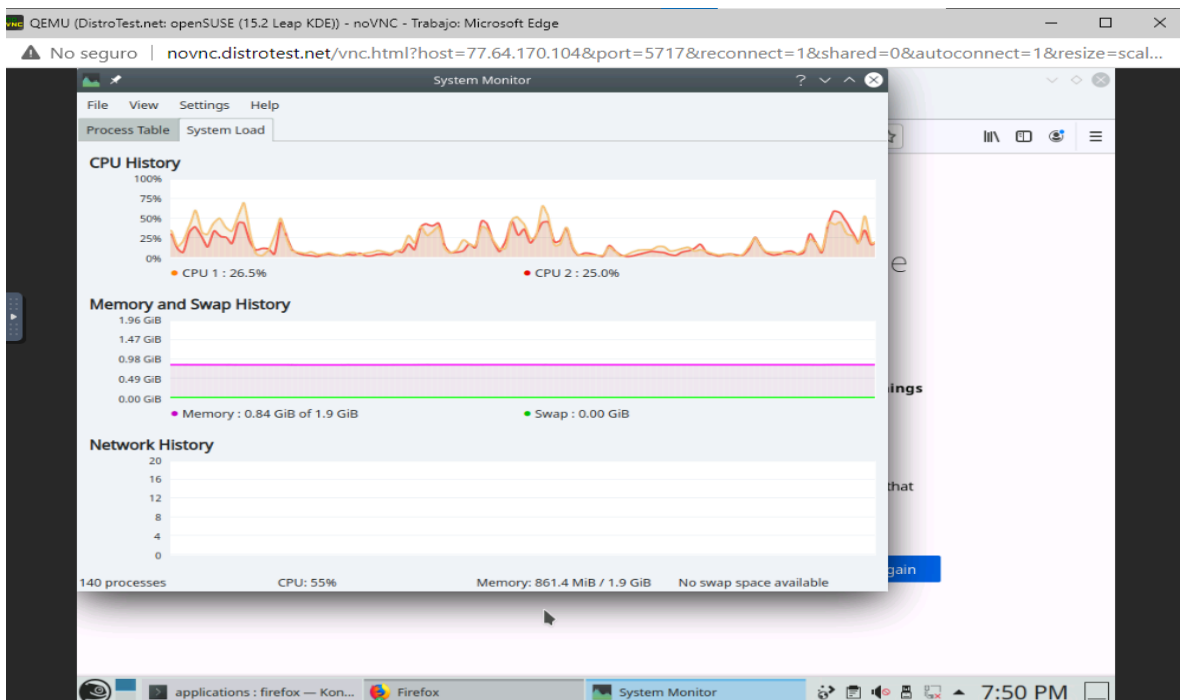 QEMU (DistroTest.net: openSUSE (15.2 Leap KDE)) - noVNC - Trabajo: Microsoft Edge
No seguro | novnc.distrotest.net/vnc.html?host=77.64.170.104&port=5717&reconnect=1&shared=0&autoconnect=1&resize=scal...
System Monitor
File View Settings Help
Process Table System Load
CPU History
100%
75%
50%
25%
0%
CPU 1 : 26.5% CPU 2 : 25.0%
e
Memory and Swap History
1.96 GiB
1.47 GiB
0.98 GiB
0.49 GiB
0.00 GiB
ings
Memory : 0.84 GiB of 1.9 GiB Swap : 0.00 GiB
Network History
20
16
12
8
4
0
that
gain
140 processes CPU: 55% Memory: 861.4 MiB / 1.9 GiB No swap space available
applications : firefox — Kon... Firefox System Monitor 7:50 PM